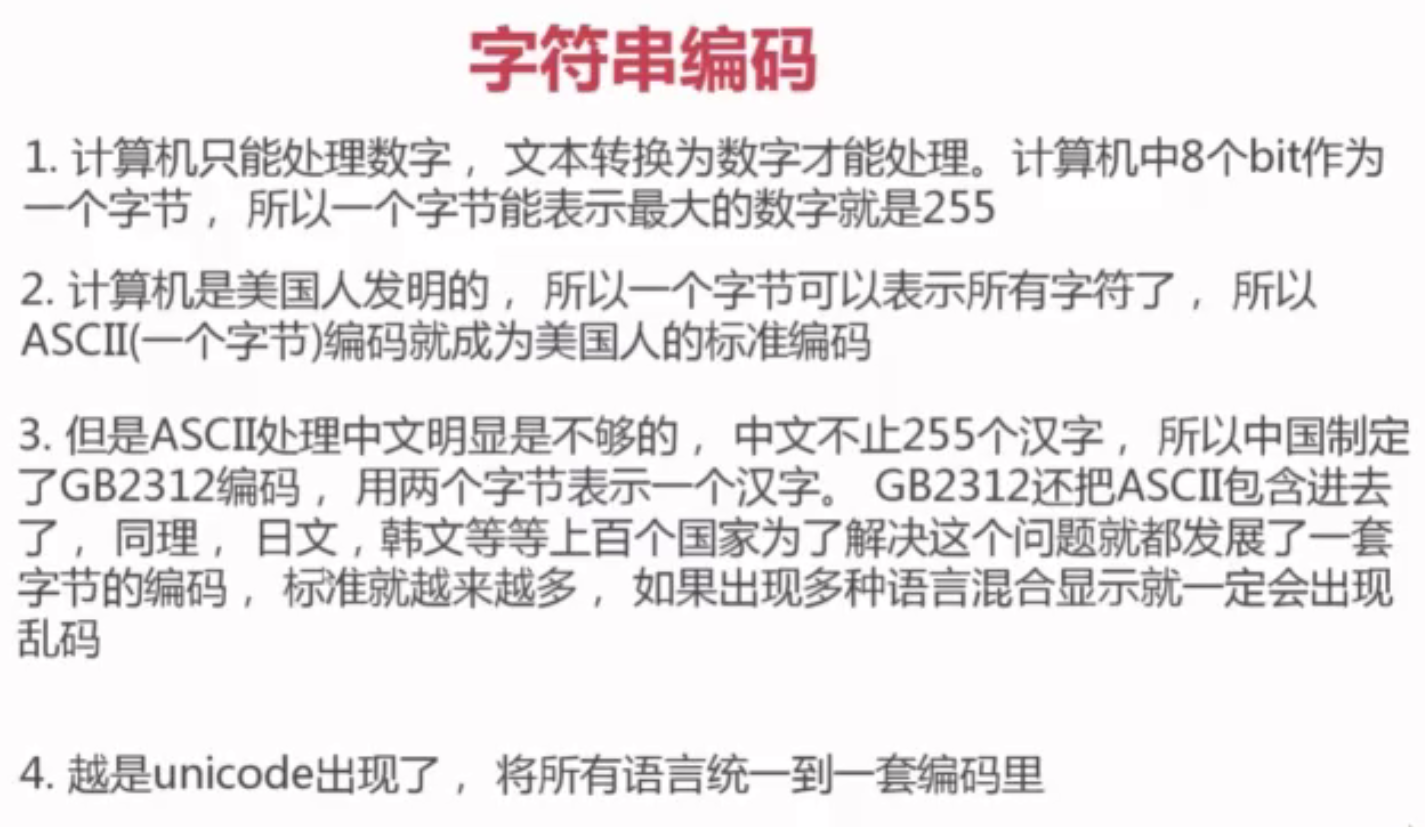 字符串编码
1. 计算机只能处理数字， 文本转换为数字才能处理。计算机中8个bit作为
一个字节， 所以一个字节能表示最大的数字就是255
2. 计算机是美国人发明的， 所以一个字节可以表示所有字符了， 所以
ASCII(一个字节)编码就成为美国人的标准编码
3. 但是ASCII处理中文明显是不够的， 中文不止255个汉字， 所以中国制定
了GB2312编码， 用两个字节表示一个汉字。 GB2312还把ASCII包含进去
了， 同理， 日文，韩文等等上百个国家为了解决这个问题就都发展了一套
字节的编码， 标准就越来越多， 如果出现多种语言混合显示就一定会出现
乱码
4. 越是unicode出现了， 将所有语言统一到一套编码里